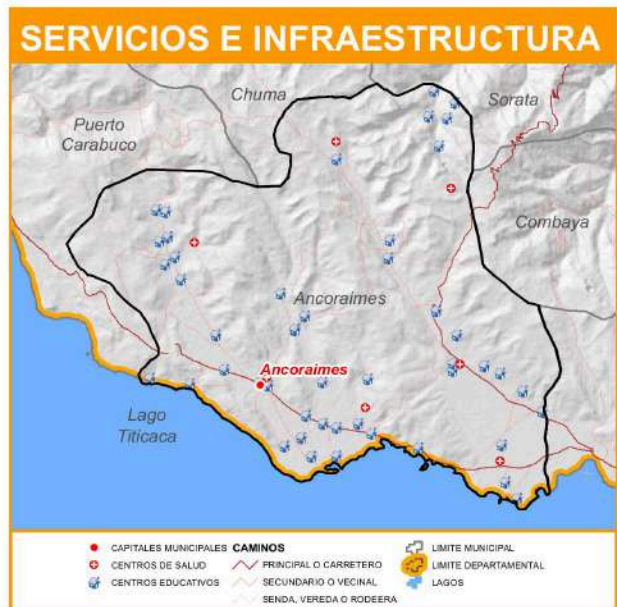 SERVICIOS E INFRAESTRUCTURA
Chuma
Sorata
Puerto
Carabuco
Combaya
Ancoraimes
Ancoraimes
Lago
Titicaca
CAPITALES MUNICIPALES
CENTROS DE SALUD
CENTROS EDUCATIVOS
CAMINOS
PRINCIPAL O CARRETERO
SECUNDARIO O VECINAL
SENDA, VEREDA O RODEERA
LIMITE MUNICIPAL
LIMITE DEPARTAMENTAL
LAGOS